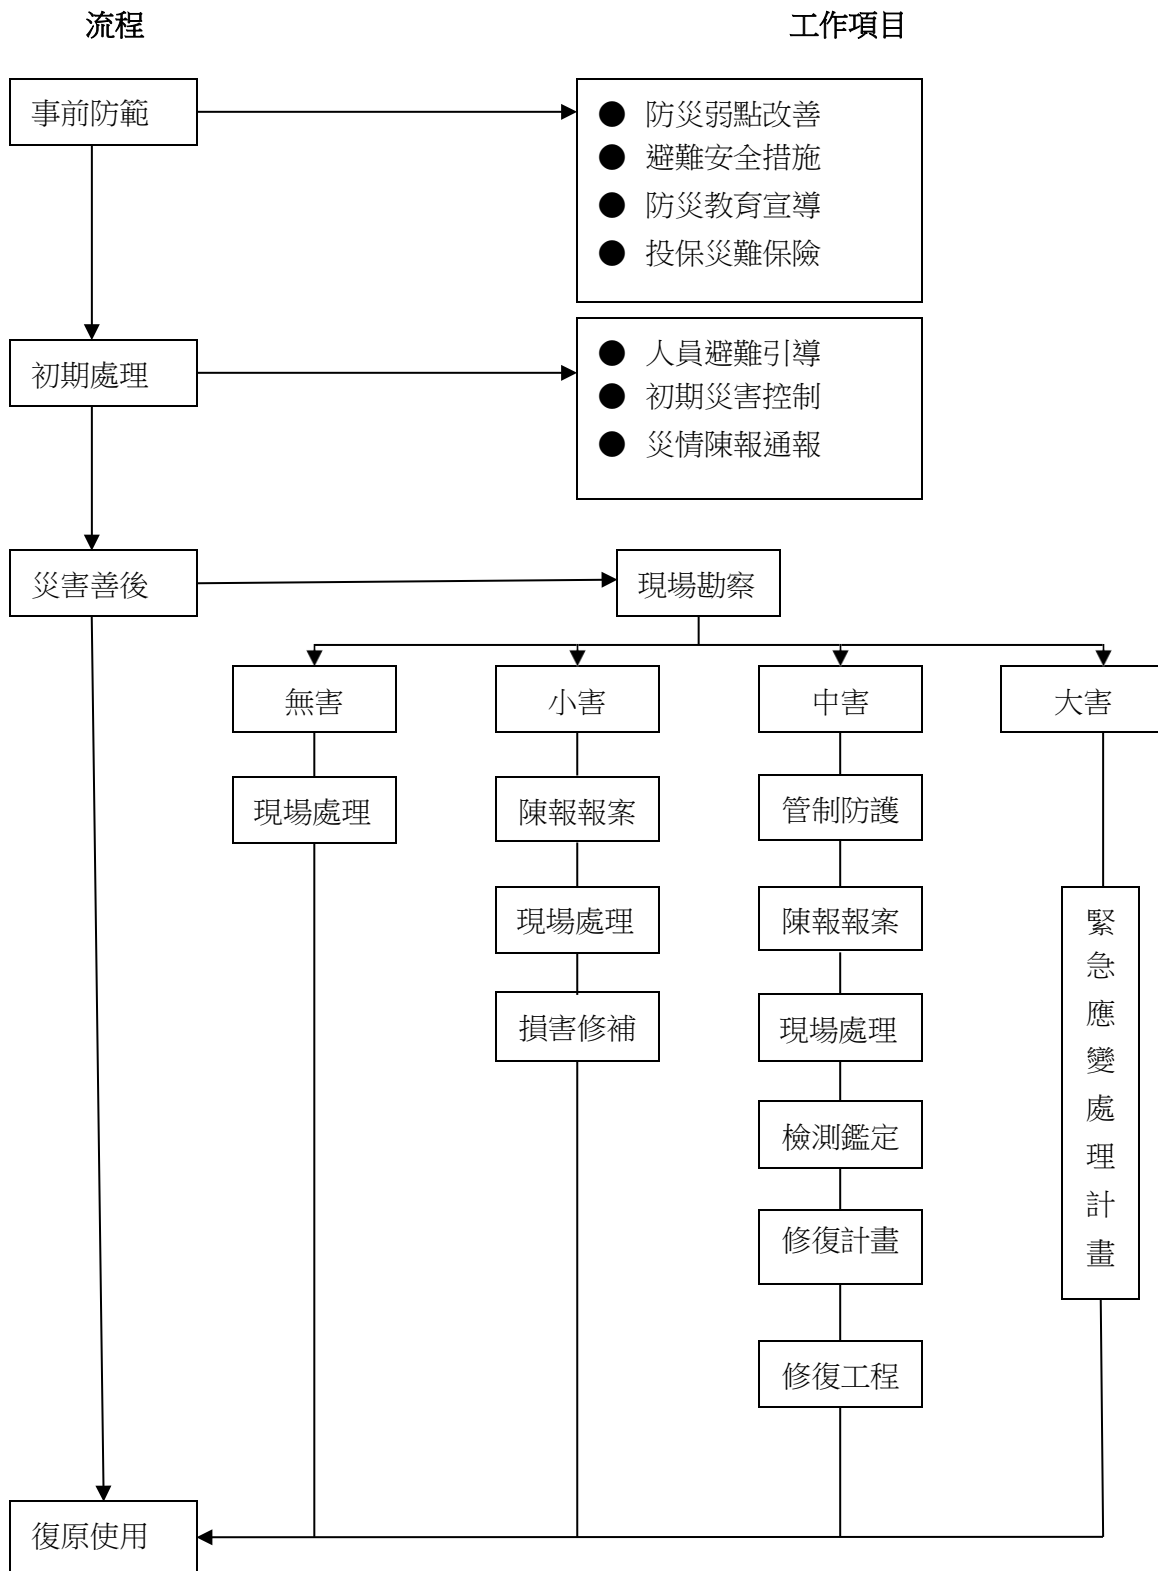 流程
工作項目
事前防範
● 防災弱點改善
● 避難安全措施
● 防災教育宣導
● 投保災難保險
初期處理
● 人員避難引導
● 初期災害控制
● 災情陳報通報
災害善後
現場勘察
無害
小害
中害
大害
現場處理
陳報報案
管制防護
現場處理
陳報報案
損害修補
現場處理
檢測鑑定
修復計畫
修復工程
緊急應變處理計畫
復原使用